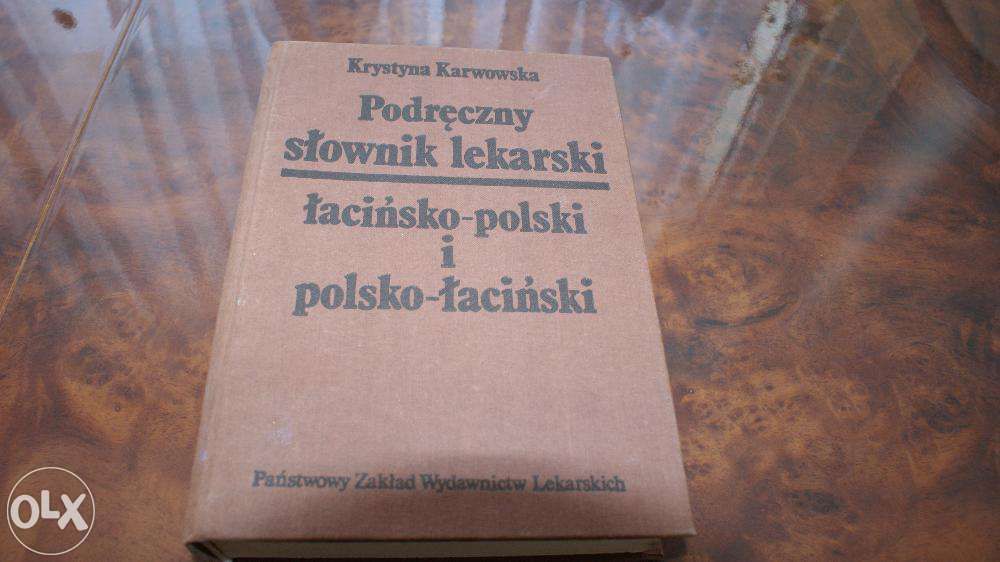 Krystyna Karwowska
Podręczny
słownik lekarski
łacińsko-polski
i
polsko-łaciński
Państwowy Zakład Wydawnictw Lekarskich
OLX